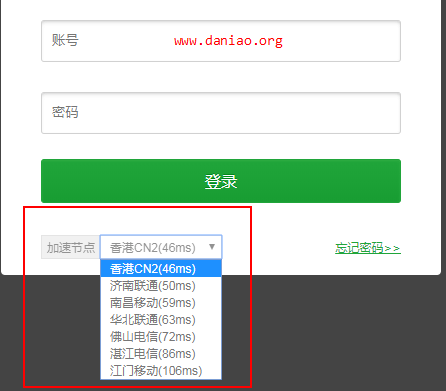 账号
www.daniao.org
密码
登录
加速节点 香港CN2(46ms) 忘记密码>>
香港CN2(46ms)
济南联通(50ms)
南昌移动(59ms)
华北联通(63ms)
佛山电信(72ms)
湛江电信(86ms)
江门移动(106ms)